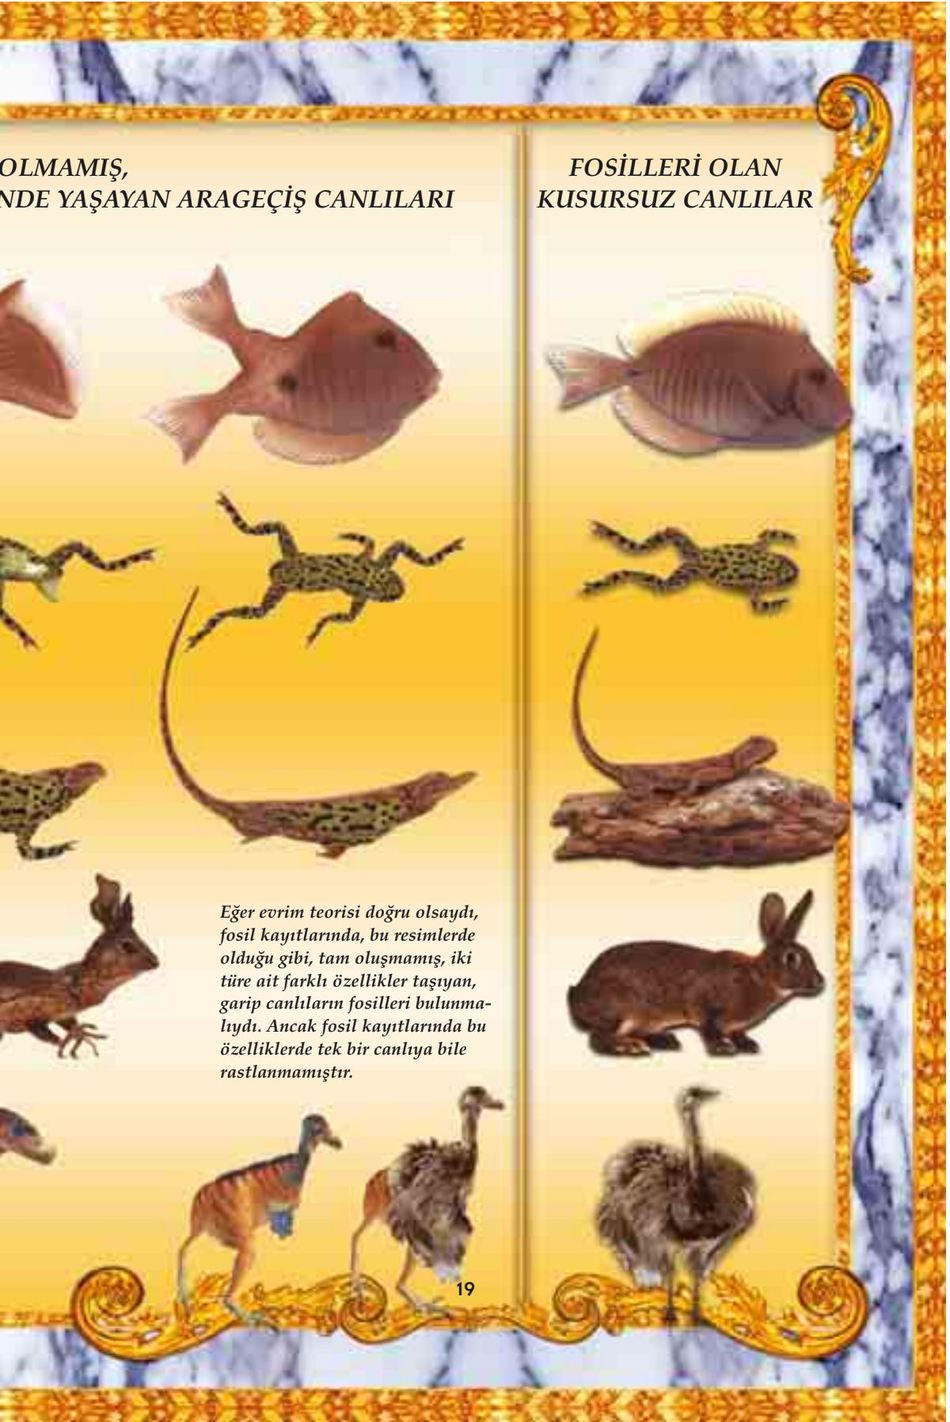 OLMAMIŞ,
NDE YAŞAYAN ARAGEÇİŞ CANLILARI
FOSİLLERİ OLAN
KUSURSUZ CANLILAR
Eğer evrim teorisi doğru olsaydı,
fosil kayıtlarında, bu resimlerde
olduğu gibi, tam oluşmamış, iki
türe ait farklı özellikler taşıyan,
garip canlıların fosilleri bulunma-
lıydı. Ancak fosil kayıtlarında bu
özelliklerde tek bir canlıya bile
rastlanmamıştır.
19